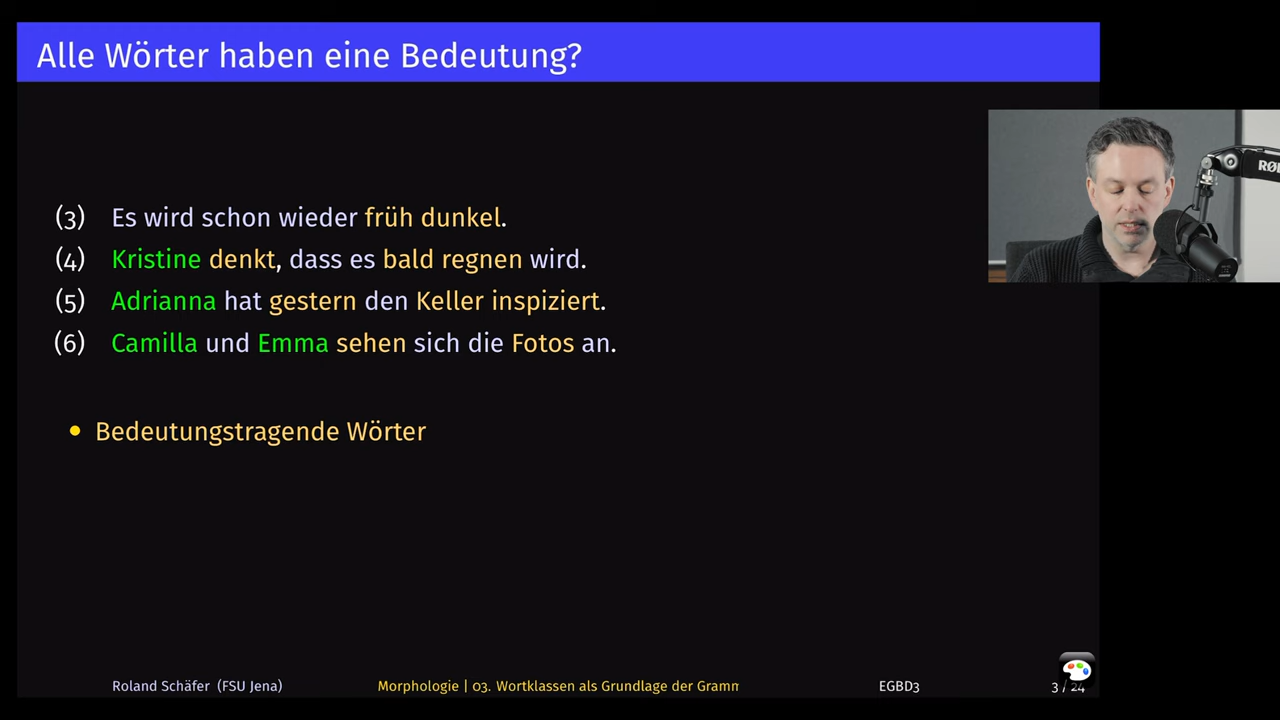 Alle Wörter haben eine Bedeutung?
(3) Es wird schon wieder früh dunkel.
(4) Kristine denkt, dass es bald regnen wird.
(5) Adrianna hat gestern den Keller inspiziert.
(6) Camilla und Emma sehen sich die Fotos an.
• Bedeutungstragende Wörter
Roland Schäfer (FSU Jena) Morphologie | 03. Wortklassen als Grundlage der Gramm EGBD3 3 / 24